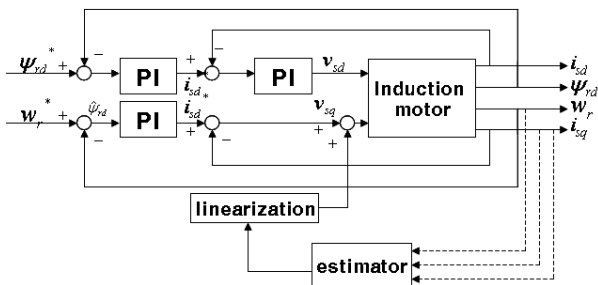 ψrd* + − PI + isd* − PI vsd Induction motor isd
ψrd
wr* + ψ̂rd − PI isd* + − vsq + + wr
isq
linearization
estimator